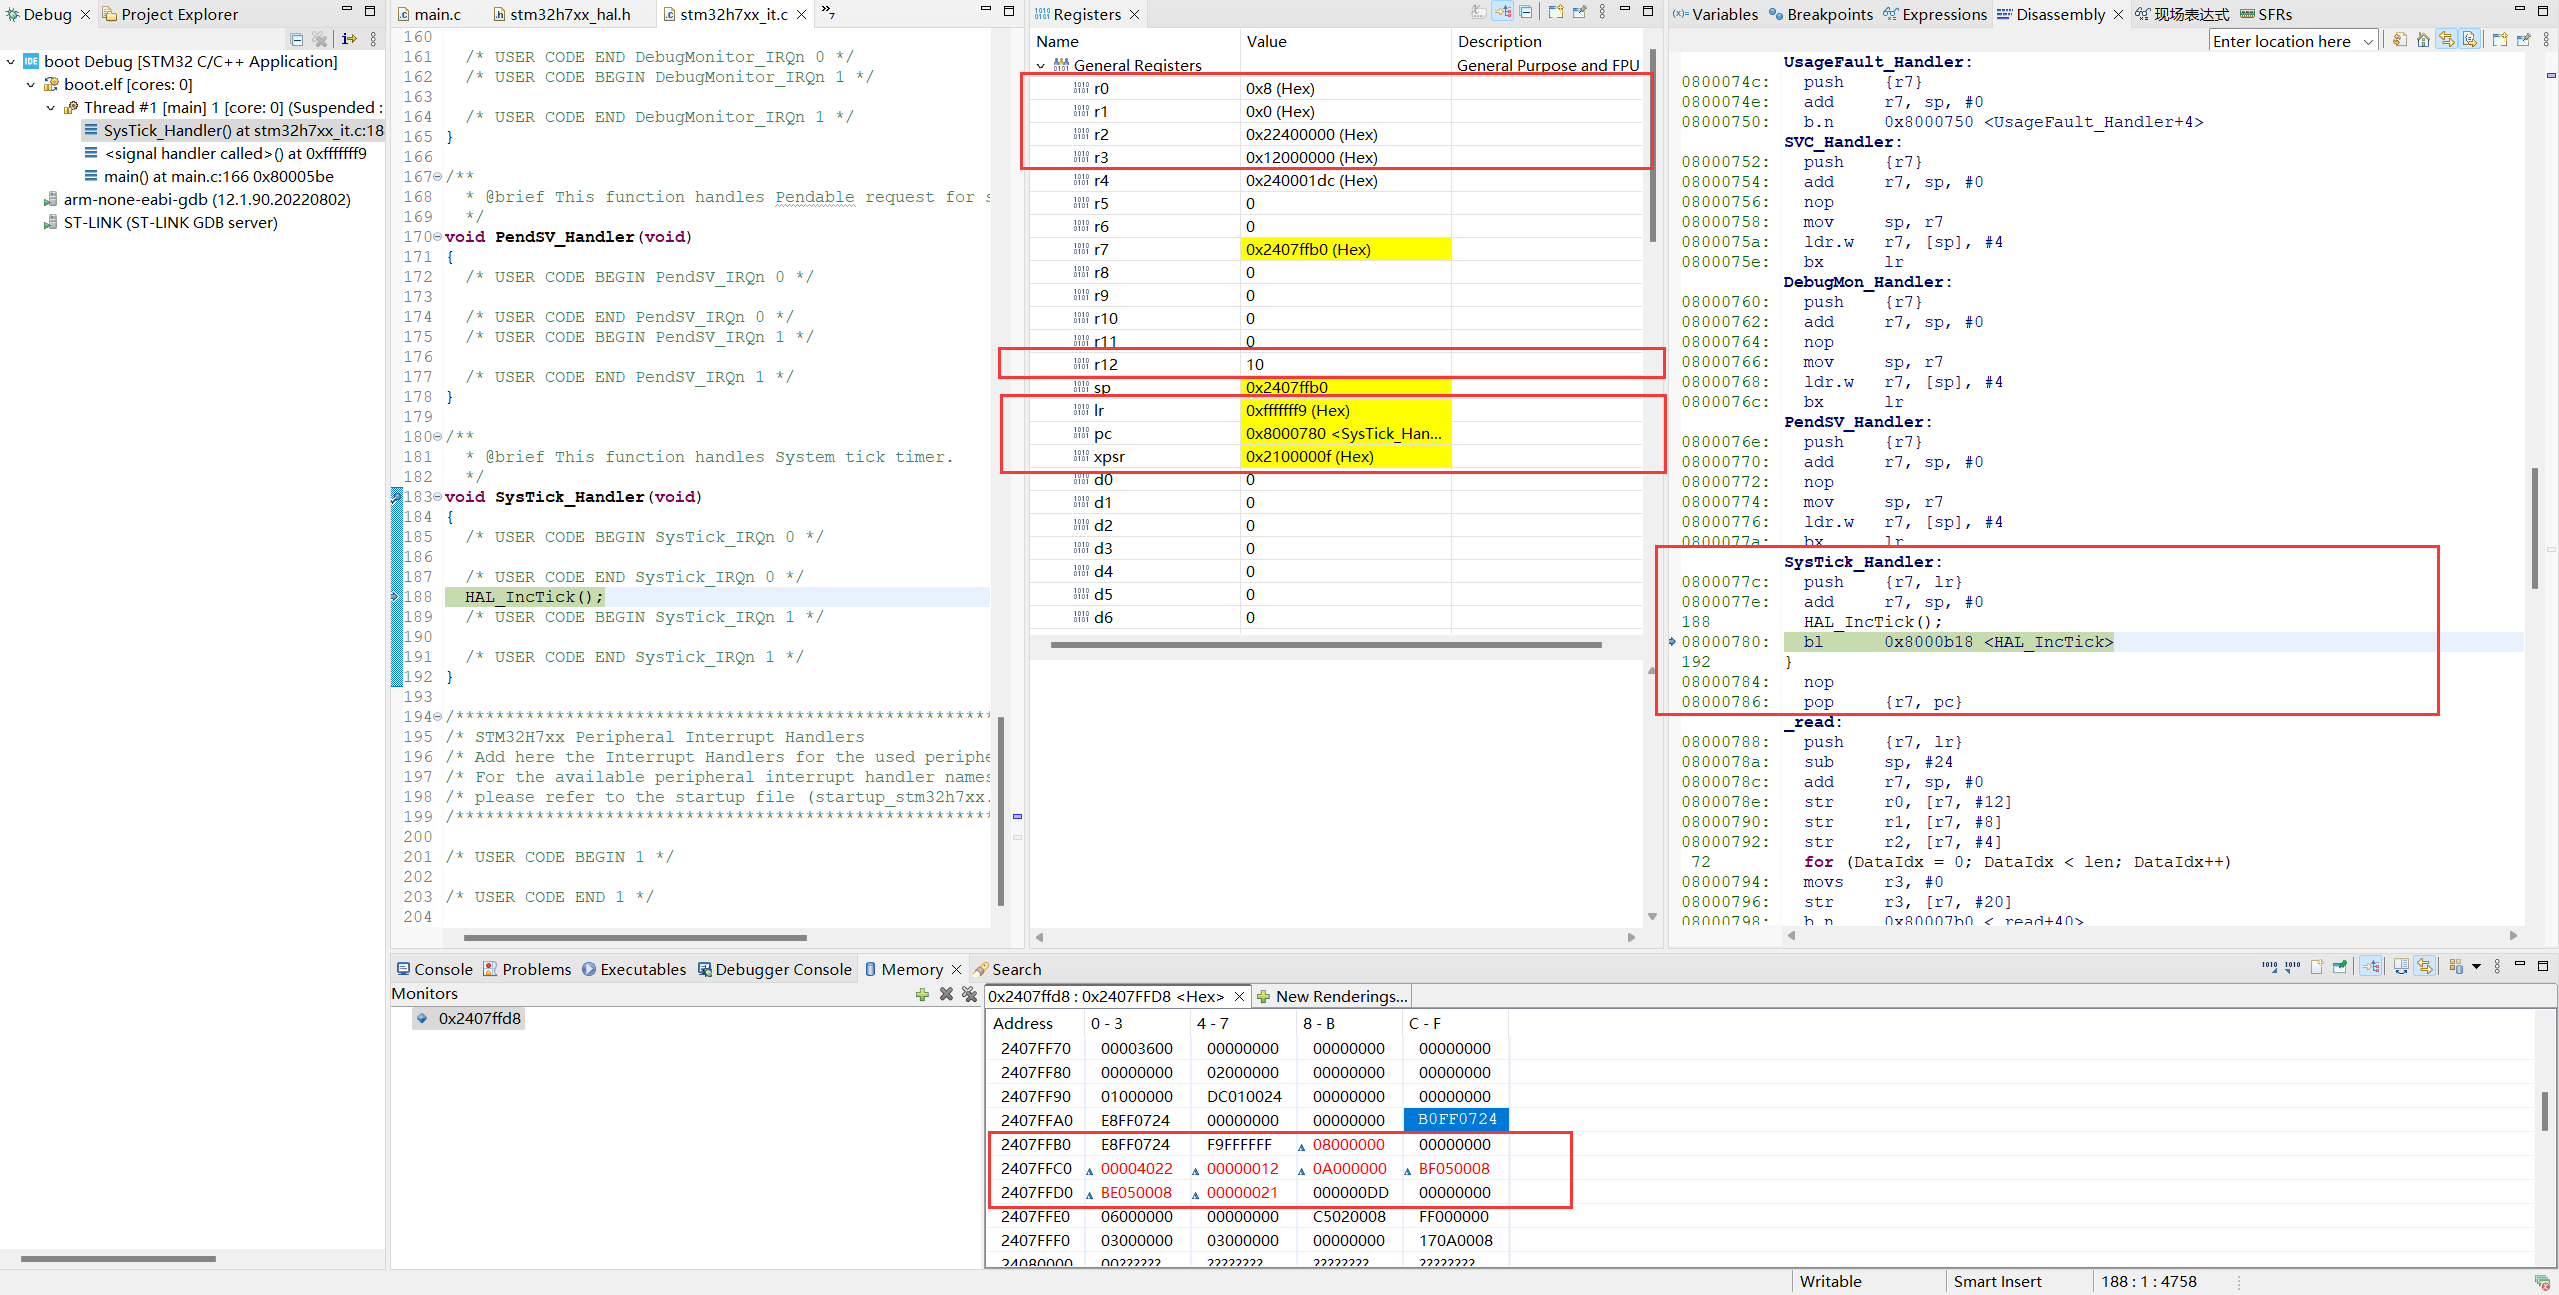 Debug
Project Explorer
boot Debug [STM32 C/C++ Application]
boot.elf [cores: 0]
Thread #1 [main] 1 [core: 0] (Suspended :
SysTick_Handler() at stm32h7xx_it.c:18
<signal handler called>() at 0xfffffff9
main() at main.c:166 0x80005be
arm-none-eabi-gdb (12.1.90.20220802)
ST-LINK (ST-LINK GDB server)
main.c
stm32h7xx_hal.h
stm32h7xx_it.c
»7
160
161 /* USER CODE END DebugMonitor_IRQn 0 */
162 /* USER CODE BEGIN DebugMonitor_IRQn 1 */
163
164 /* USER CODE END DebugMonitor_IRQn 1 */
165 }
166
167 /**
168 * @brief This function handles Pendable request for s
169 */
170 void PendSV_Handler(void)
171 {
172 /* USER CODE BEGIN PendSV_IRQn 0 */
173
174 /* USER CODE END PendSV_IRQn 0 */
175 /* USER CODE BEGIN PendSV_IRQn 1 */
176
177 /* USER CODE END PendSV_IRQn 1 */
178 }
179
180 /**
181 * @brief This function handles System tick timer.
182 */
183 void SysTick_Handler(void)
184 {
185 /* USER CODE BEGIN SysTick_IRQn 0 */
186
187 /* USER CODE END SysTick_IRQn 0 */
188 HAL_IncTick();
189 /* USER CODE BEGIN SysTick_IRQn 1 */
190
191 /* USER CODE END SysTick_IRQn 1 */
192 }
193
194 /******************************************************
195 /* STM32H7xx Peripheral Interrupt Handlers
196 /* Add here the Interrupt Handlers for the used periphe
197 /* For the available peripheral interrupt handler names
198 /* please refer to the startup file (startup_stm32h7xx.
199 /******************************************************
200
201 /* USER CODE BEGIN 1 */
202
203 /* USER CODE END 1 */
204
Registers
Name Value Description
General Registers General Purpose and FPU
r0 0x8 (Hex)
r1 0x0 (Hex)
r2 0x22400000 (Hex)
r3 0x12000000 (Hex)
r4 0x240001dc (Hex)
r5 0
r6 0
r7 0x2407ffb0 (Hex)
r8 0
r9 0
r10 0
r11 0
r12 10
sp 0x2407ffb0
lr 0xfffffff9 (Hex)
pc 0x8000780 <SysTick_Han...
xpsr 0x2100000f (Hex)
d0 0
d1 0
d2 0
d3 0
d4 0
d5 0
d6 0
Variables
Breakpoints
Expressions
Disassembly
现场表达式
SFRs
Enter location here
UsageFault_Handler:
0800074c: push {r7}
0800074e: add r7, sp, #0
08000750: b.n 0x8000750 <UsageFault_Handler+4>
SVC_Handler:
08000752: push {r7}
08000754: add r7, sp, #0
08000756: nop
08000758: mov sp, r7
0800075a: ldr.w r7, [sp], #4
0800075e: bx lr
DebugMon_Handler:
08000760: push {r7}
08000762: add r7, sp, #0
08000764: nop
08000766: mov sp, r7
08000768: ldr.w r7, [sp], #4
0800076c: bx lr
PendSV_Handler:
0800076e: push {r7}
08000770: add r7, sp, #0
08000772: nop
08000774: mov sp, r7
08000776: ldr.w r7, [sp], #4
0800077a: bx lr
SysTick_Handler:
0800077c: push {r7, lr}
0800077e: add r7, sp, #0
188 HAL_IncTick();
08000780: bl 0x8000b18 <HAL_IncTick>
192 }
08000784: nop
08000786: pop {r7, pc}
_read:
08000788: push {r7, lr}
0800078a: sub sp, #24
0800078c: add r7, sp, #0
0800078e: str r0, [r7, #12]
08000790: str r1, [r7, #8]
08000792: str r2, [r7, #4]
72 for (DataIdx = 0; DataIdx < len; DataIdx++)
08000794: movs r3, #0
08000796: str r3, [r7, #20]
08000798: b.n 0x80007b0 <_read+40>
Console
Problems
Executables
Debugger Console
Memory
Search
Monitors
0x2407ffd8
0x2407ffd8 : 0x2407FFD8 <Hex>
New Renderings...
Address 0 - 3 4 - 7 8 - B C - F
2407FF70 00003600 00000000 00000000 00000000
2407FF80 00000000 02000000 00000000 00000000
2407FF90 01000000 DC010024 00000000 00000000
2407FFA0 E8FF0724 00000000 00000000 B0FF0724
2407FFB0 E8FF0724 F9FFFFFF 08000000 00000000
2407FFC0 00004022 00000012 0A000000 BF050008
2407FFD0 BE050008 00000021 000000DD 00000000
2407FFE0 06000000 00000000 C5020008 FF000000
2407FFF0 03000000 03000000 00000000 170A0008
24080000 00?????? ???????? ???????? ????????
Writable
Smart Insert
188 : 1 : 4758